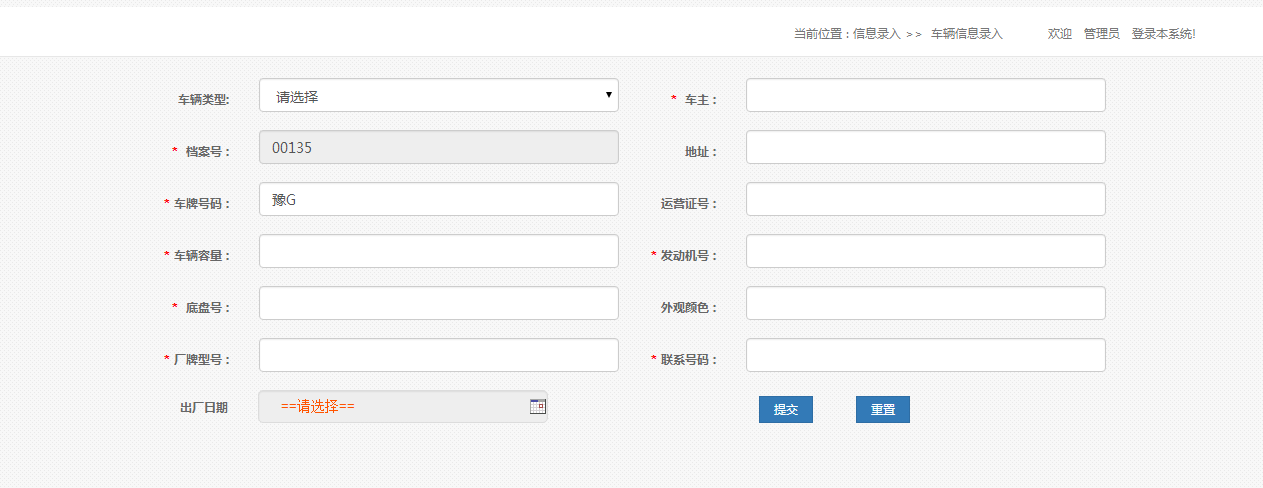 当前位置：信息录入 >> 车辆信息录入 欢迎 管理员 登录本系统!
车辆类型: 请选择 * 车主：
* 档案号： 00135 地址：
* 车牌号码： 豫G 运营证号：
* 车辆容量： * 发动机号：
* 底盘号： 外观颜色：
* 厂牌型号： * 联系号码：
出厂日期 ==请选择== 提交 重置